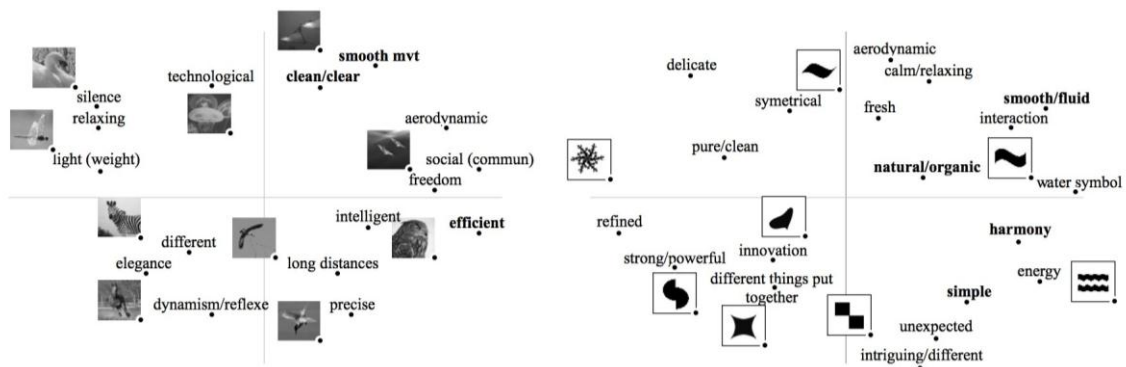 smooth mvt
technological
clean/clear
silence
relaxing
aerodynamic
light (weight)
social (commun)
freedom
intelligent
efficient
different
elegance
long distances
dynamism/reflexe
precise
aerodynamic
delicate
calm/relaxing
symetrical
fresh
smooth/fluid
interaction
pure/clean
natural/organic
water symbol
refined
harmony
innovation
strong/powerful
energy
different things put
together
simple
unexpected
intriguing/different